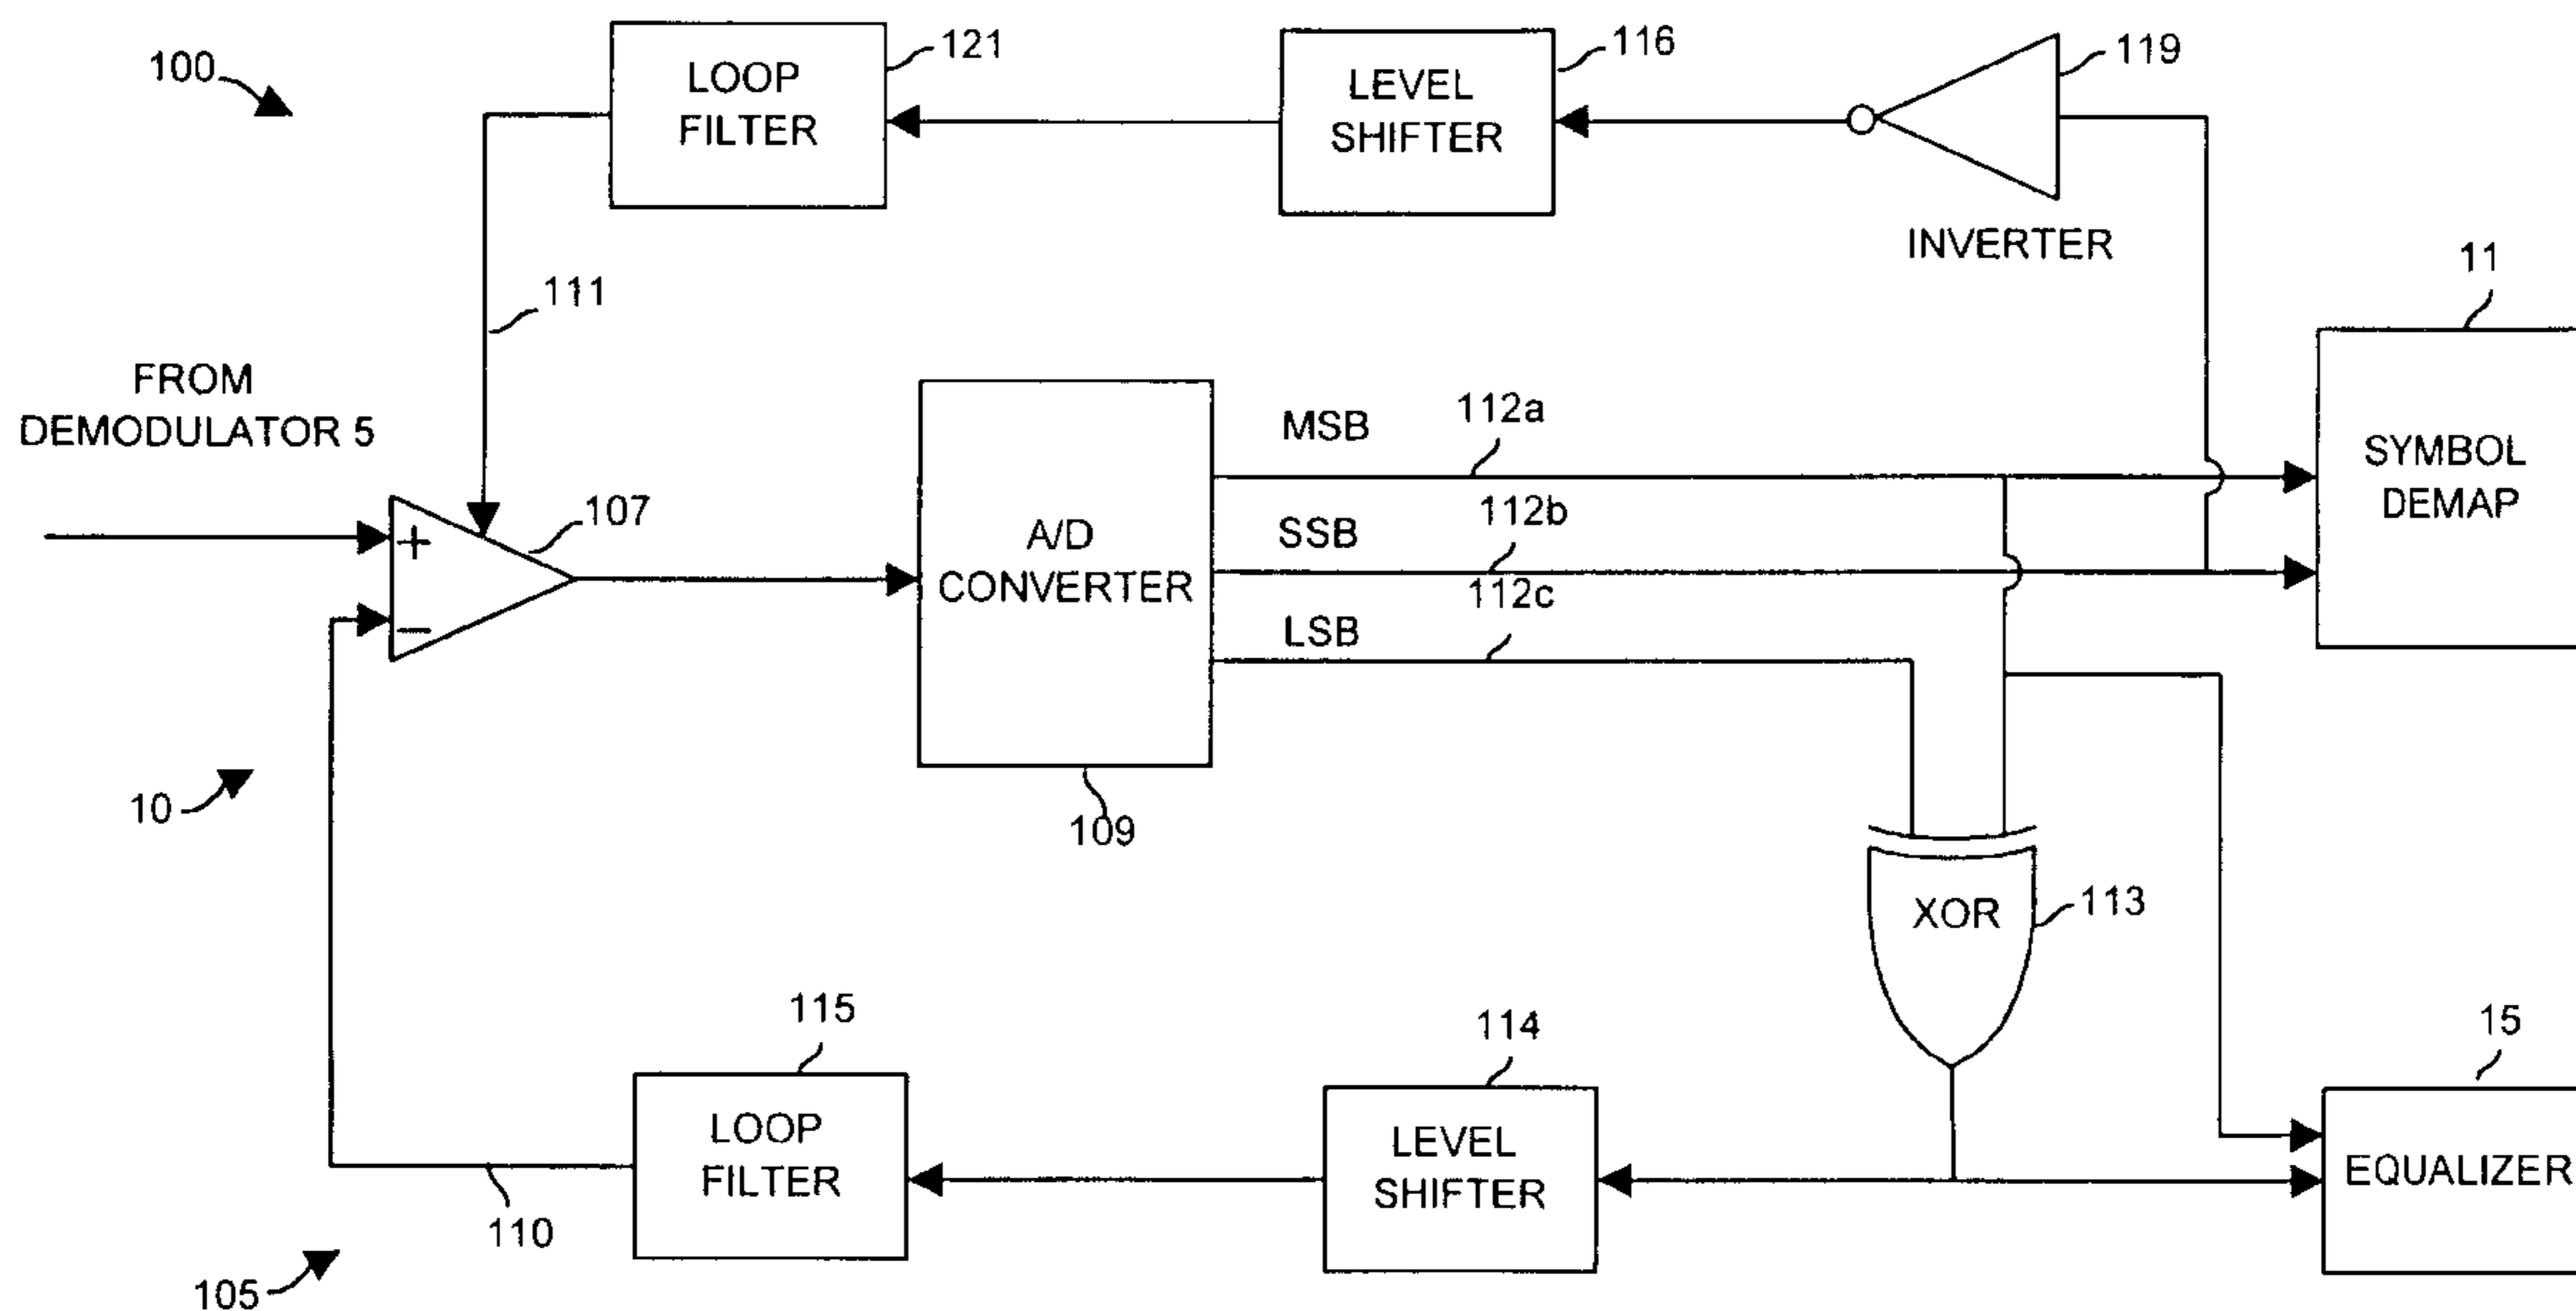 100
LOOP
FILTER
121
LEVEL
SHIFTER
116
119
INVERTER
111
11
FROM
DEMODULATOR 5
+
−
107
A/D
CONVERTER
109
MSB
112a
SSB
112b
112c
LSB
SYMBOL
DEMAP
10
XOR
113
115
LOOP
FILTER
114
LEVEL
SHIFTER
15
EQUALIZER
110
105